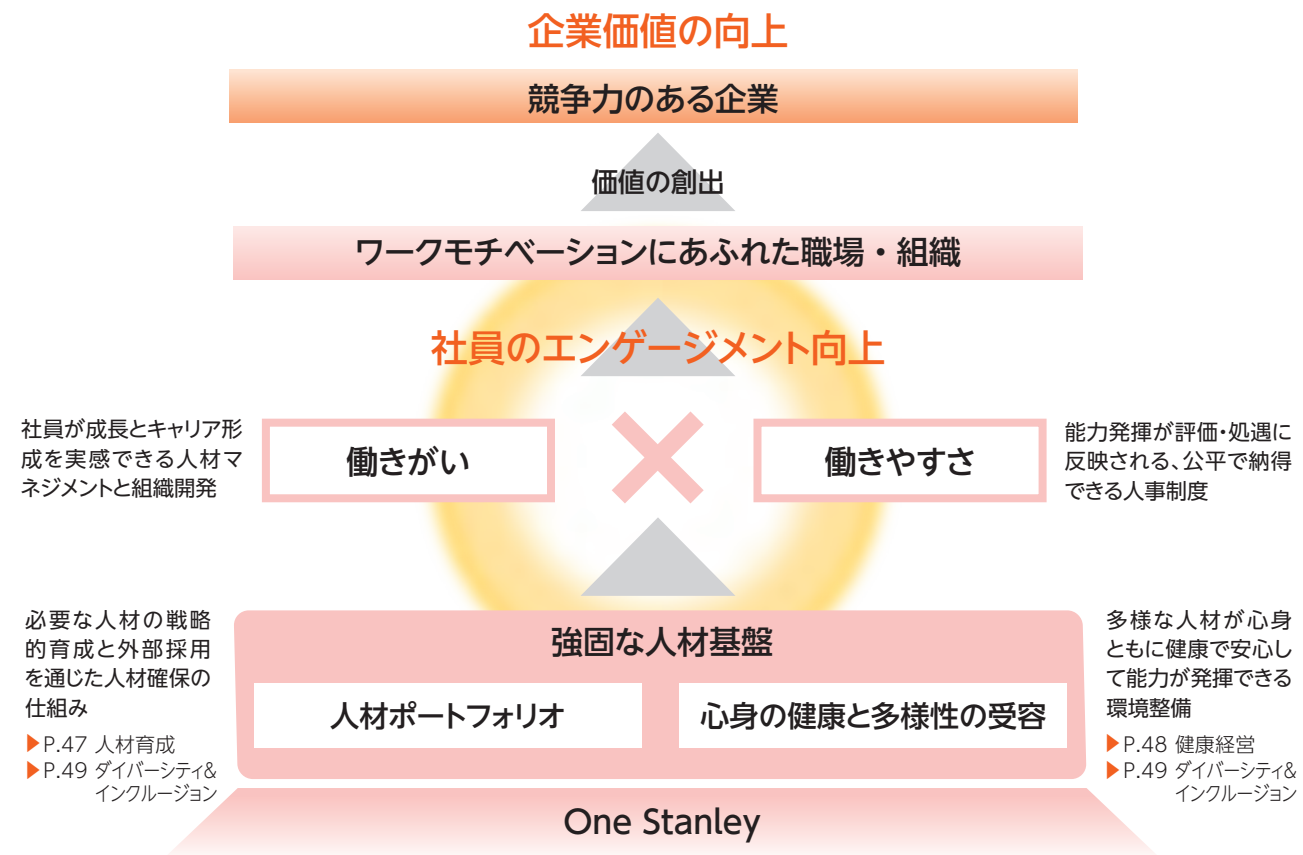 企業価値の向上
競争力のある企業
価値の創出
ワークモチベーションにあふれた職場・組織
社員のエンゲージメント向上
社員が成長とキャリア形
成を実感できる人材マ
ネジメントと組織開発
働きがい
働きやすさ
能力発揮が評価・処遇に
反映される、公平で納得
できる人事制度
必要な人材の戦略
的育成と外部採用
を通じた人材確保の
仕組み
▶P.47 人材育成
▶P.49 ダイバーシティ&
インクルージョン
強固な人材基盤
人材ポートフォリオ
心身の健康と多様性の受容
多様な人材が心身
ともに健康で安心し
て能力が発揮できる
環境整備
▶P.48 健康経営
▶P.49 ダイバーシティ&
インクルージョン
One Stanley